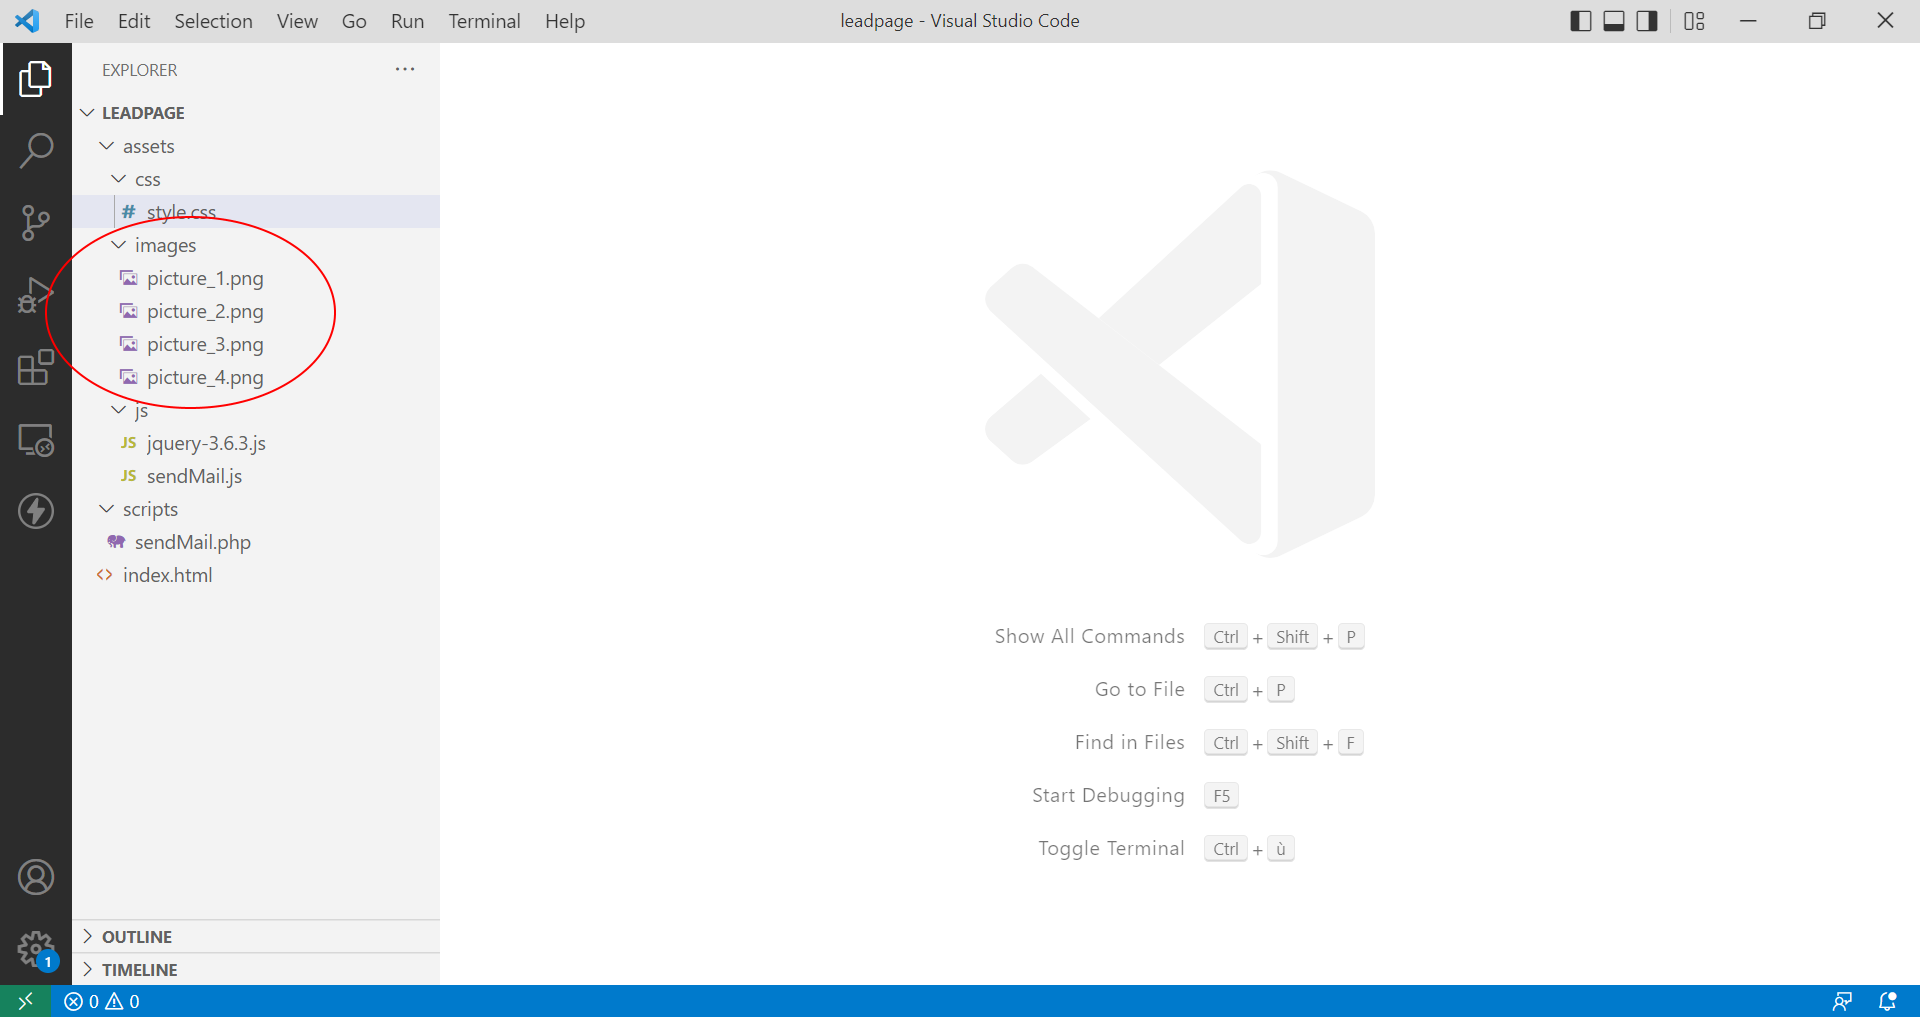 File Edit Selection View Go Run Terminal Help leadpage - Visual Studio Code
EXPLORER
LEADPAGE
assets
css
# style.css
images
picture_1.png
picture_2.png
picture_3.png
picture_4.png
js
JS jquery-3.6.3.js
JS sendMail.js
scripts
sendMail.php
<> index.html
Show All Commands Ctrl + Shift + P
Go to File Ctrl + P
Find in Files Ctrl + Shift + F
Start Debugging F5
Toggle Terminal Ctrl + ù
OUTLINE
1
TIMELINE
0 0